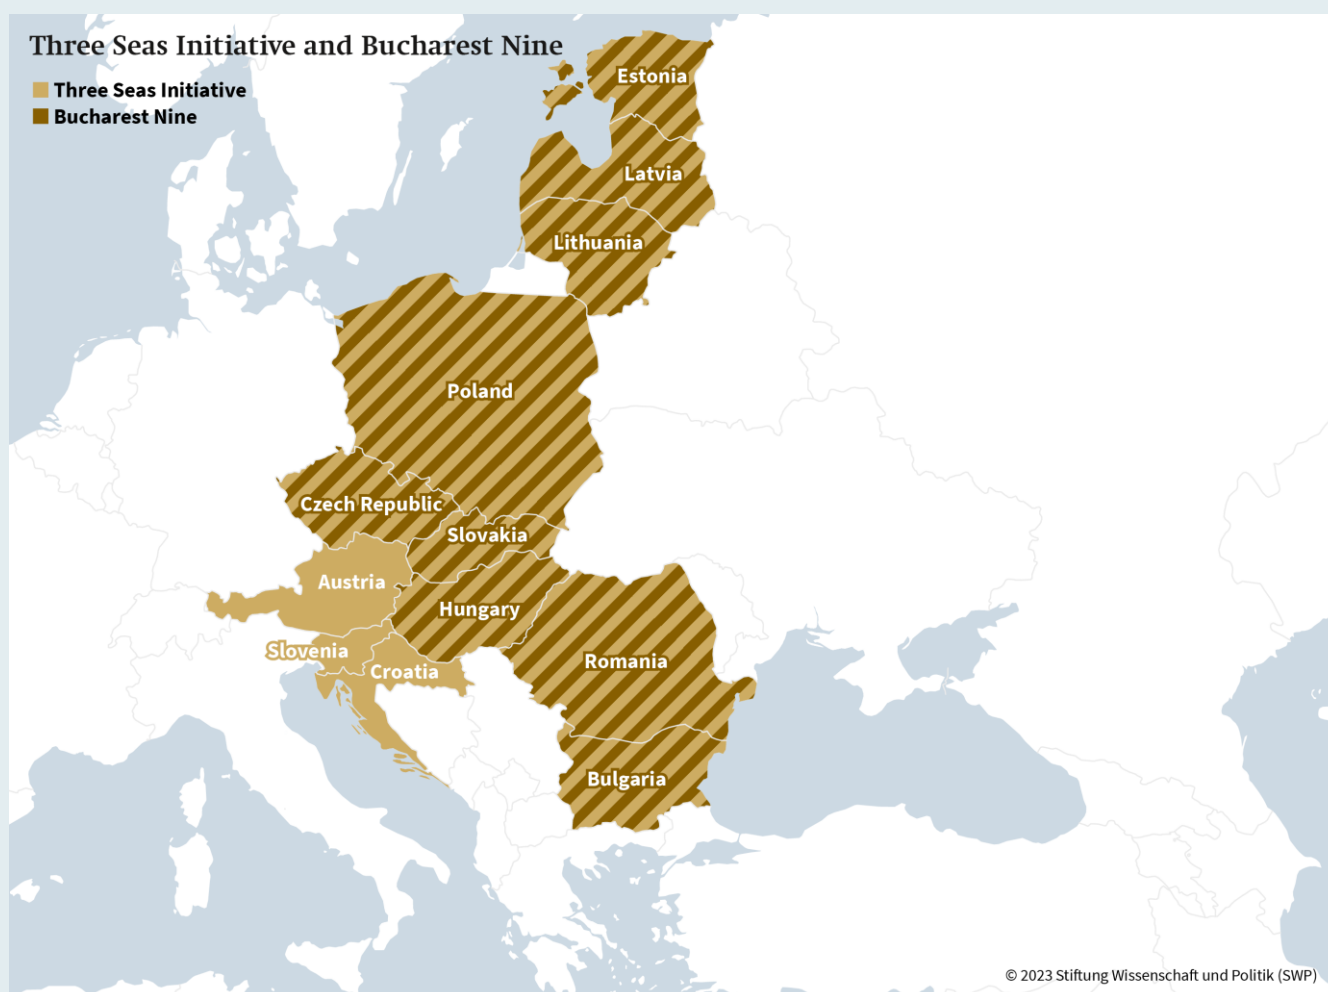 Three Seas Initiative and Bucharest Nine
Three Seas Initiative
Bucharest Nine
Estonia
Latvia
Lithuania
Poland
Czech Republic
Slovakia
Austria
Hungary
Slovenia
Croatia
Romania
Bulgaria
© 2023 Stiftung Wissenschaft und Politik (SWP)